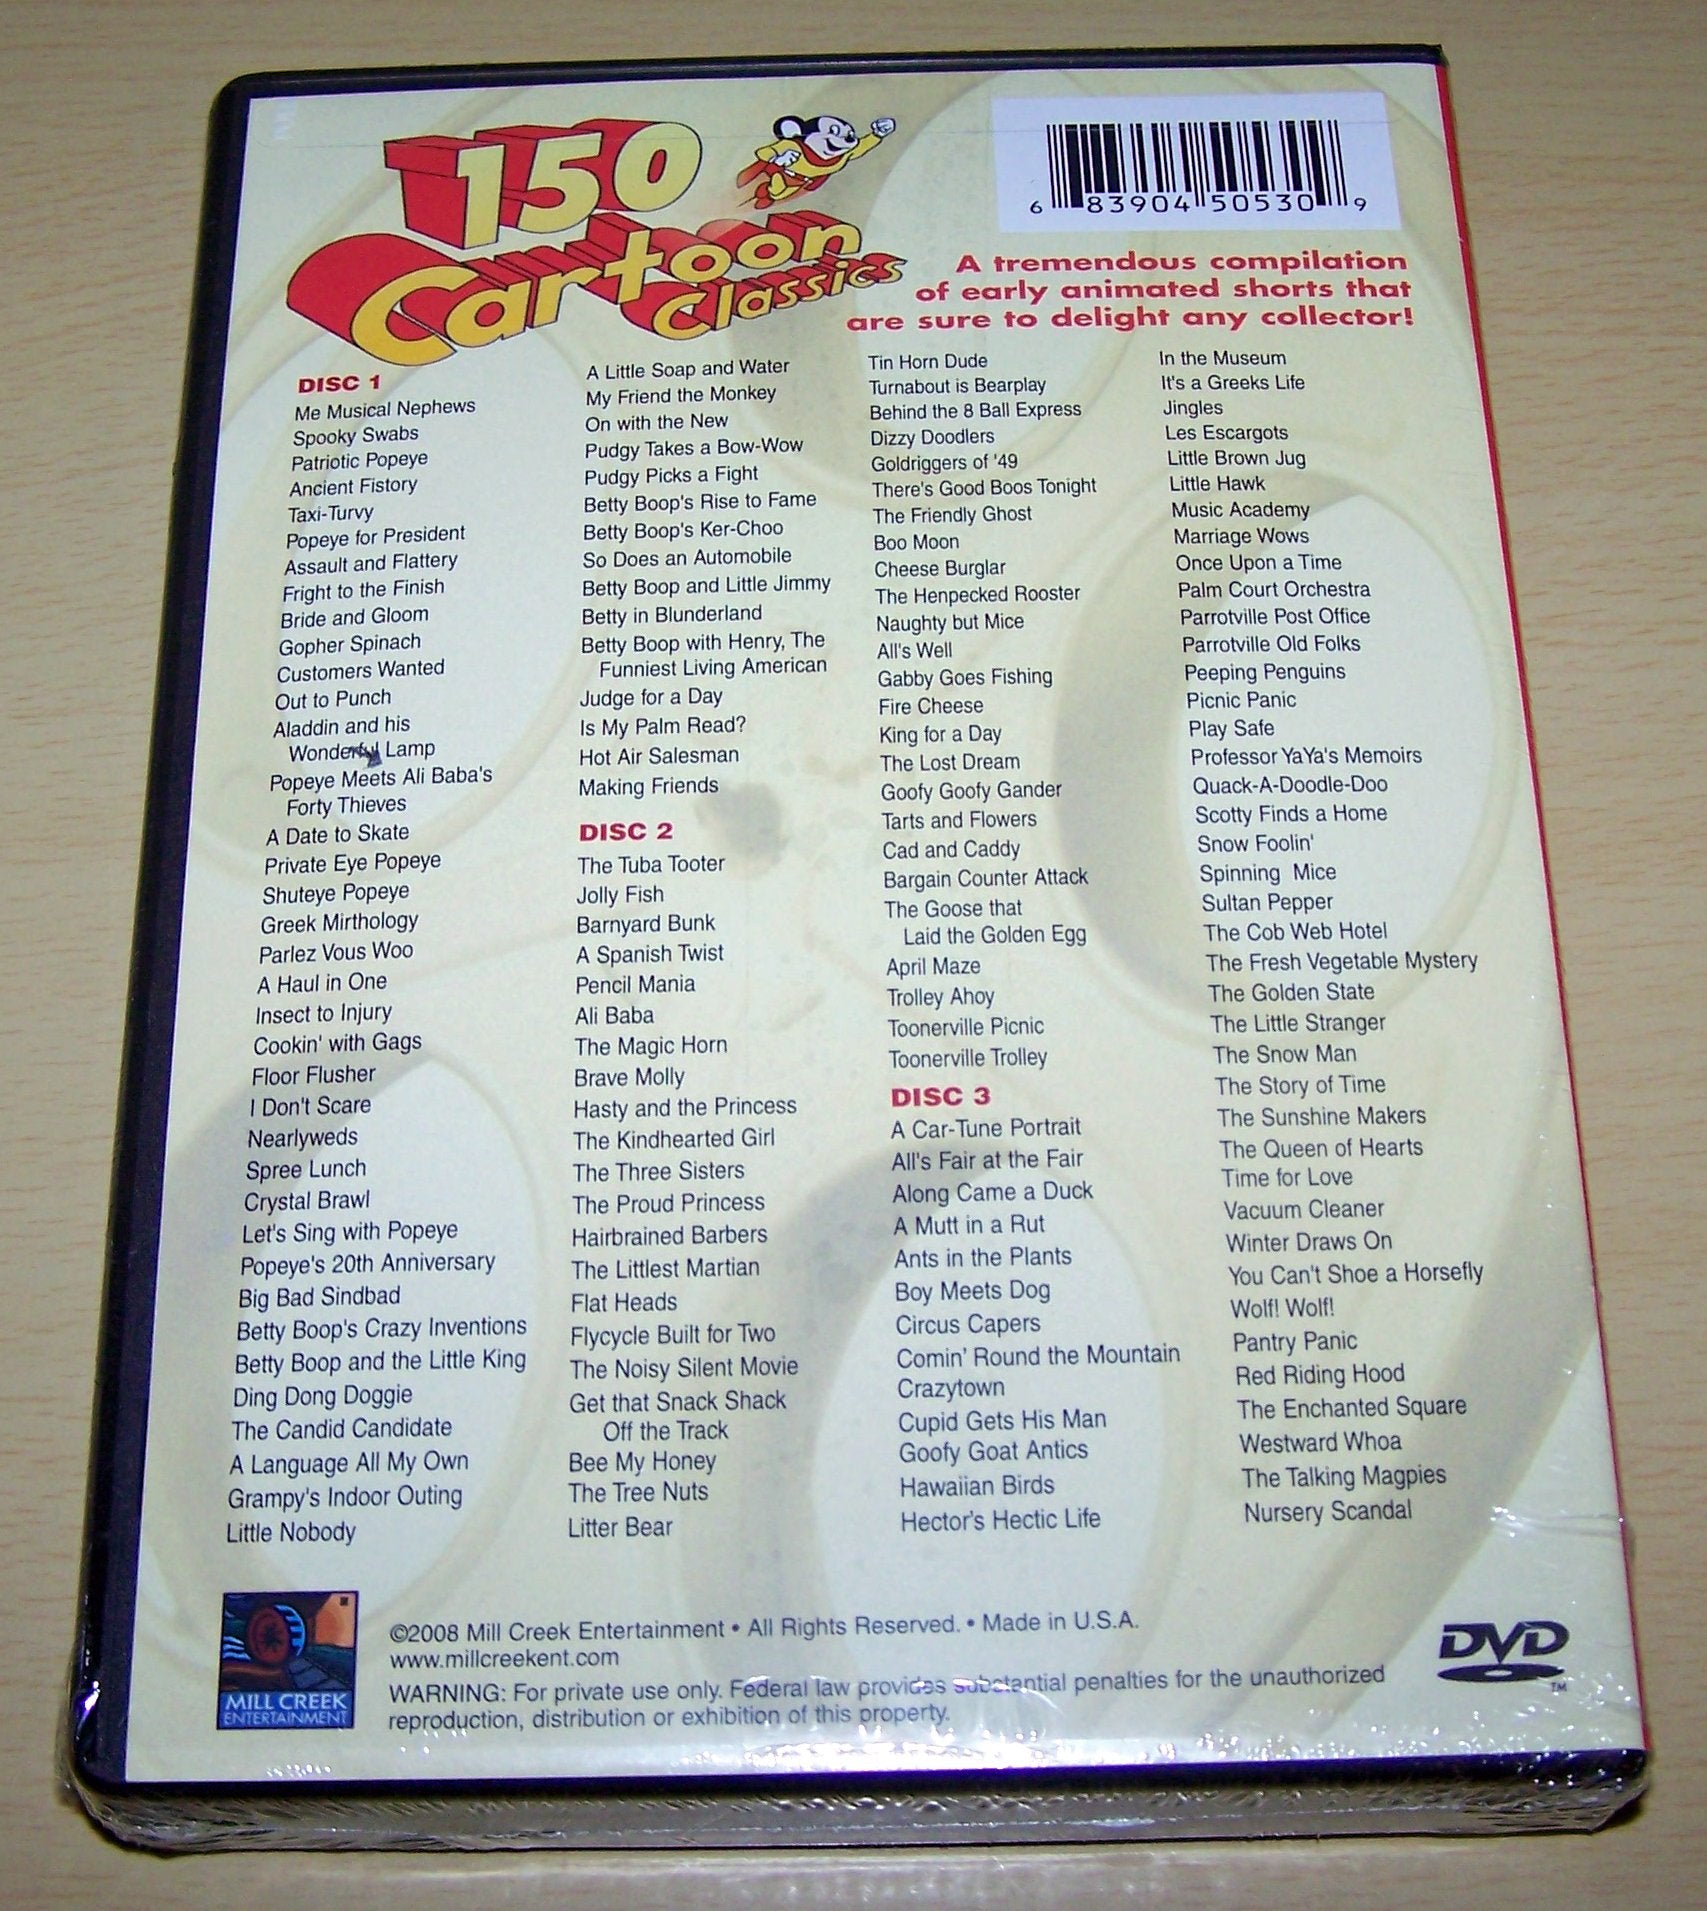 150
Cartoon
Classics
6 83904 50530 9
A tremendous compilation
of early animated shorts that
are sure to delight any collector!
DISC 1
Me Musical Nephews
Spooky Swabs
Patriotic Popeye
Ancient Fistory
Taxi-Turvy
Popeye for President
Assault and Flattery
Fright to the Finish
Bride and Gloom
Gopher Spinach
Customers Wanted
Out to Punch
Aladdin and his
Wonderful Lamp
Popeye Meets Ali Baba's
Forty Thieves
A Date to Skate
Private Eye Popeye
Shuteye Popeye
Greek Mirthology
Parlez Vous Woo
A Haul in One
Insect to Injury
Cookin' with Gags
Floor Flusher
I Don't Scare
Nearlyweds
Spree Lunch
Crystal Brawl
Let's Sing with Popeye
Popeye's 20th Anniversary
Big Bad Sindbad
Betty Boop's Crazy Inventions
Betty Boop and the Little King
Ding Dong Doggie
The Candid Candidate
A Language All My Own
Grampy's Indoor Outing
Little Nobody
A Little Soap and Water
My Friend the Monkey
On with the New
Pudgy Takes a Bow-Wow
Pudgy Picks a Fight
Betty Boop's Rise to Fame
Betty Boop's Ker-Choo
So Does an Automobile
Betty Boop and Little Jimmy
Betty in Blunderland
Betty Boop with Henry, The
Funniest Living American
Judge for a Day
Is My Palm Read?
Hot Air Salesman
Making Friends
DISC 2
The Tuba Tooter
Jolly Fish
Barnyard Bunk
A Spanish Twist
Pencil Mania
Ali Baba
The Magic Horn
Brave Molly
Hasty and the Princess
The Kindhearted Girl
The Three Sisters
The Proud Princess
Hairbrained Barbers
The Littlest Martian
Flat Heads
Flycycle Built for Two
The Noisy Silent Movie
Get that Snack Shack
Off the Track
Bee My Honey
The Tree Nuts
Litter Bear
Tin Horn Dude
Turnabout is Bearplay
Behind the 8 Ball Express
Dizzy Doodlers
Goldriggers of '49
There's Good Boos Tonight
The Friendly Ghost
Boo Moon
Cheese Burglar
The Henpecked Rooster
Naughty but Mice
All's Well
Gabby Goes Fishing
Fire Cheese
King for a Day
The Lost Dream
Goofy Goofy Gander
Tarts and Flowers
Cad and Caddy
Bargain Counter Attack
The Goose that
Laid the Golden Egg
April Maze
Trolley Ahoy
Toonerville Picnic
Toonerville Trolley
DISC 3
A Car-Tune Portrait
All's Fair at the Fair
Along Came a Duck
A Mutt in a Rut
Ants in the Plants
Boy Meets Dog
Circus Capers
Comin' Round the Mountain
Crazytown
Cupid Gets His Man
Goofy Goat Antics
Hawaiian Birds
Hector's Hectic Life
In the Museum
It's a Greeks Life
Jingles
Les Escargots
Little Brown Jug
Little Hawk
Music Academy
Marriage Wows
Once Upon a Time
Palm Court Orchestra
Parrotville Post Office
Parrotville Old Folks
Peeping Penguins
Picnic Panic
Play Safe
Professor YaYa's Memoirs
Quack-A-Doodle-Doo
Scotty Finds a Home
Snow Foolin'
Spinning Mice
Sultan Pepper
The Cob Web Hotel
The Fresh Vegetable Mystery
The Golden State
The Little Stranger
The Snow Man
The Story of Time
The Sunshine Makers
The Queen of Hearts
Time for Love
Vacuum Cleaner
Winter Draws On
You Can't Shoe a Horsefly
Wolf! Wolf!
Pantry Panic
Red Riding Hood
The Enchanted Square
Westward Whoa
The Talking Magpies
Nursery Scandal
MILL CREEK
ENTERTAINMENT
©2008 Mill Creek Entertainment • All Rights Reserved. • Made in U.S.A.
www.millcreekent.com
WARNING: For private use only. Federal law provides substantial penalties for the unauthorized
reproduction, distribution or exhibition of this property.
DVD
TM